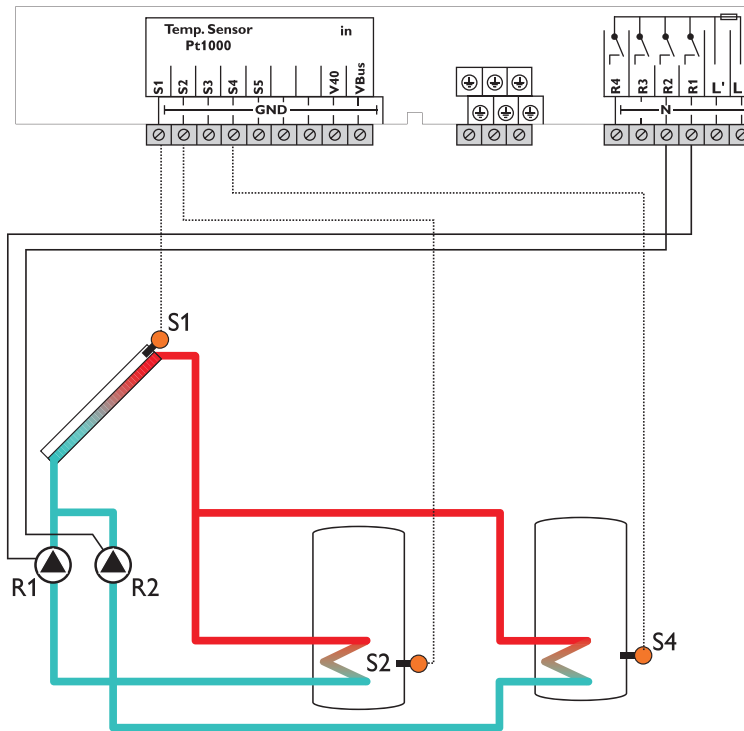 Temp. Sensor
Pt1000
in
S1
S2
S3
S4
S5
V40
VBus
GND
R4
R3
R2
R1
L'
L
N
S1
R1
R2
S2
S4